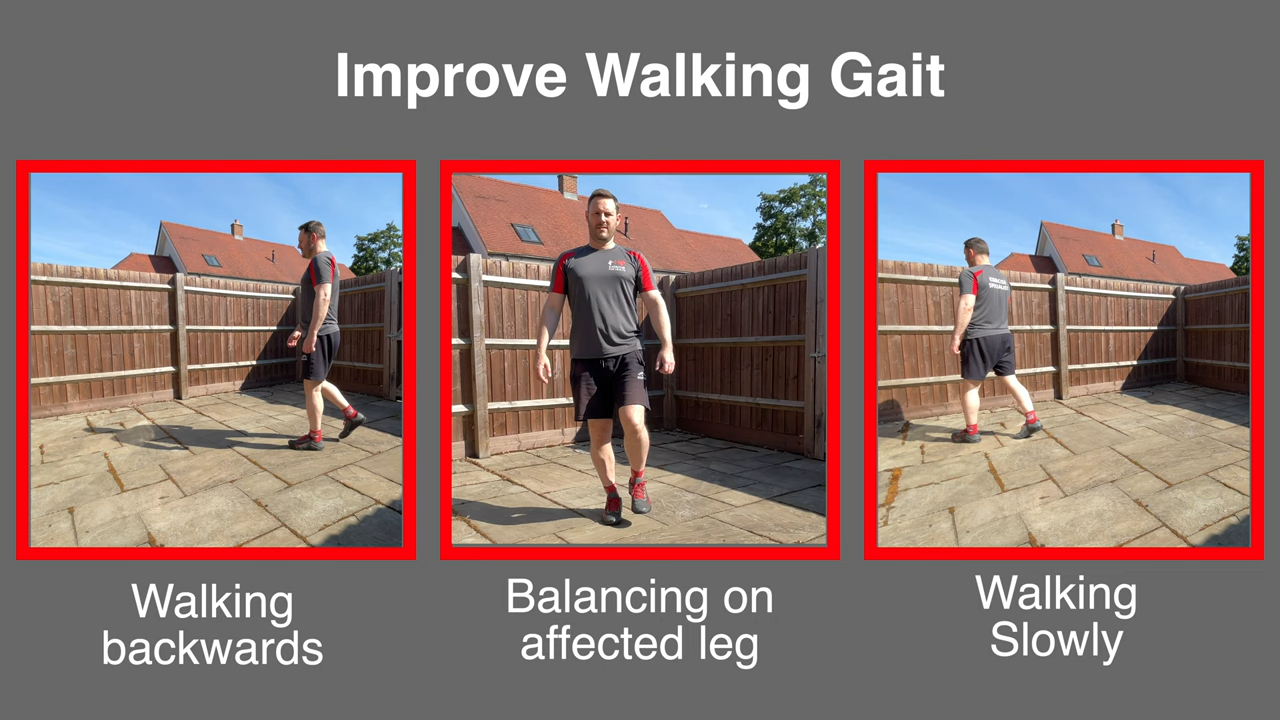 Improve Walking Gait
Walking
backwards
Balancing on
affected leg
Walking
Slowly